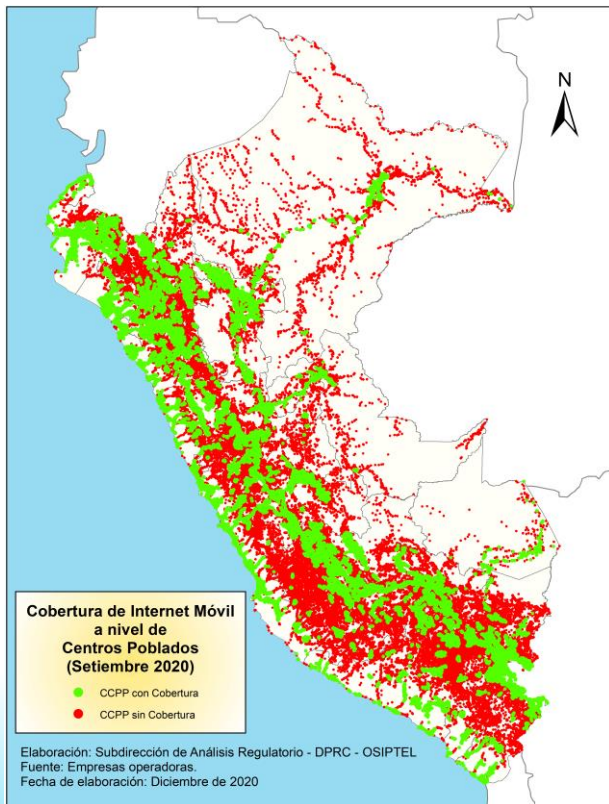 N
Cobertura de Internet Móvil
a nivel de
Centros Poblados
(Setiembre 2020)
CCPP con Cobertura
CCPP sin Cobertura
Elaboración: Subdirección de Análisis Regulatorio - DPRC - OSIPTEL
Fuente: Empresas operadoras.
Fecha de elaboración: Diciembre de 2020